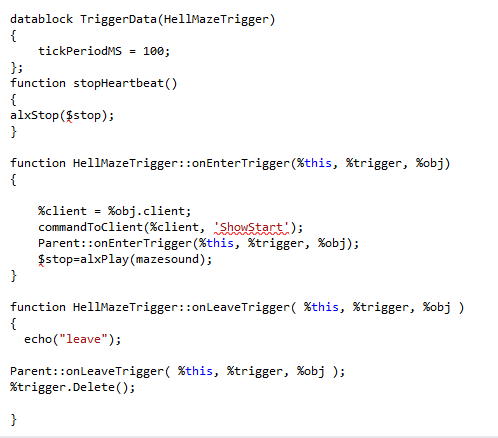 datablock TriggerData(HellMazeTrigger)
{
    tickPeriodMS = 100;
};
function stopHeartbeat()
{
alxStop($stop);
}

function HellMazeTrigger::onEnterTrigger(%this, %trigger, %obj)
{

    %client = %obj.client;
    commandToClient(%client, 'ShowStart');
    Parent::onEnterTrigger(%this, %trigger, %obj);
    $stop=alxPlay(mazesound);
}

function HellMazeTrigger::onLeaveTrigger( %this, %trigger, %obj )
{
  echo("leave");

Parent::onLeaveTrigger( %this, %trigger, %obj );
%trigger.Delete();

}